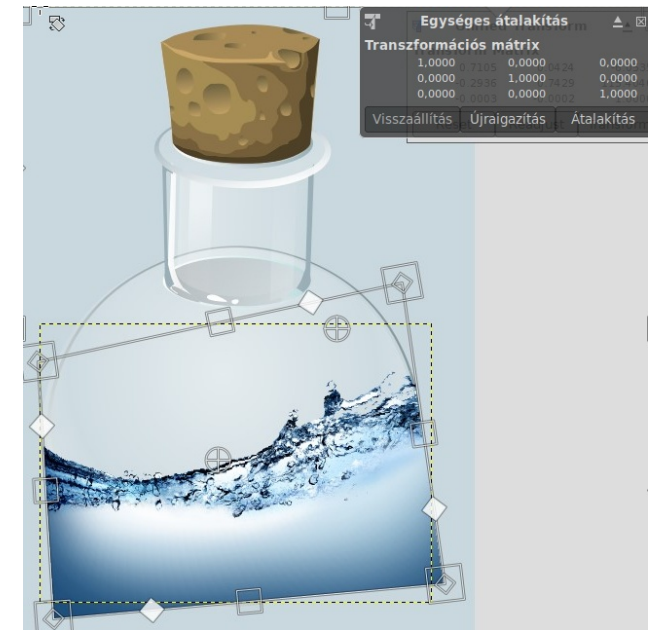 Egységes átalakítás
Transzformációs mátrix
1,0000 0,0000 0,0000
0,0000 1,0000 0,0000
0,0000 0,0000 1,0000
Visszaállítás Újraigazítás Átalakítás